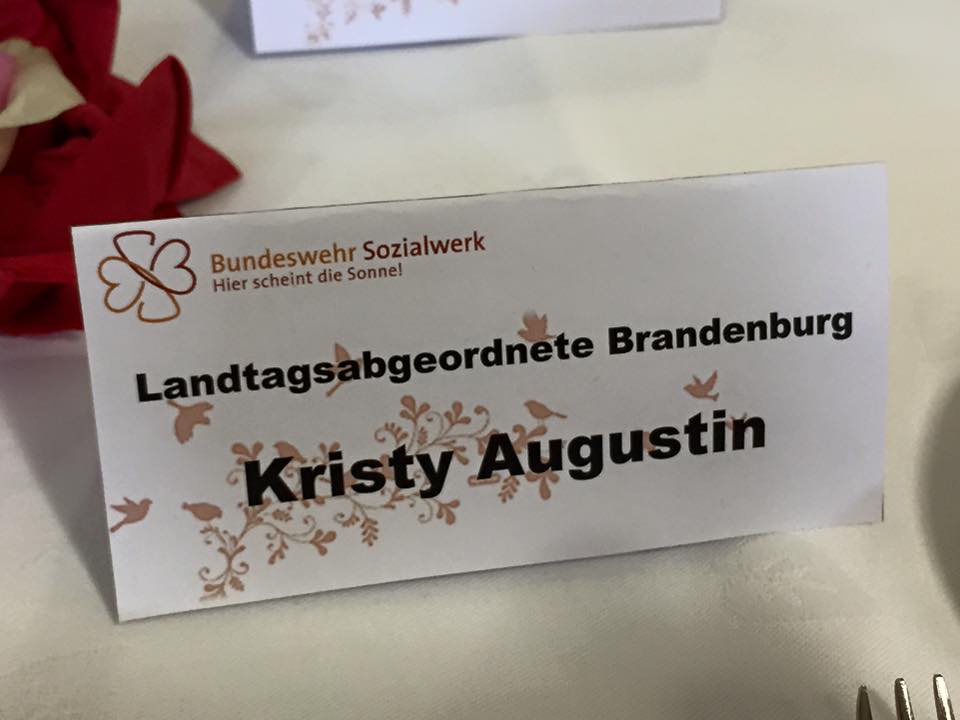 Bundeswehr Sozialwerk
Hier scheint die Sonne!
Landtagsabgeordnete Brandenburg
Kristy Augustin